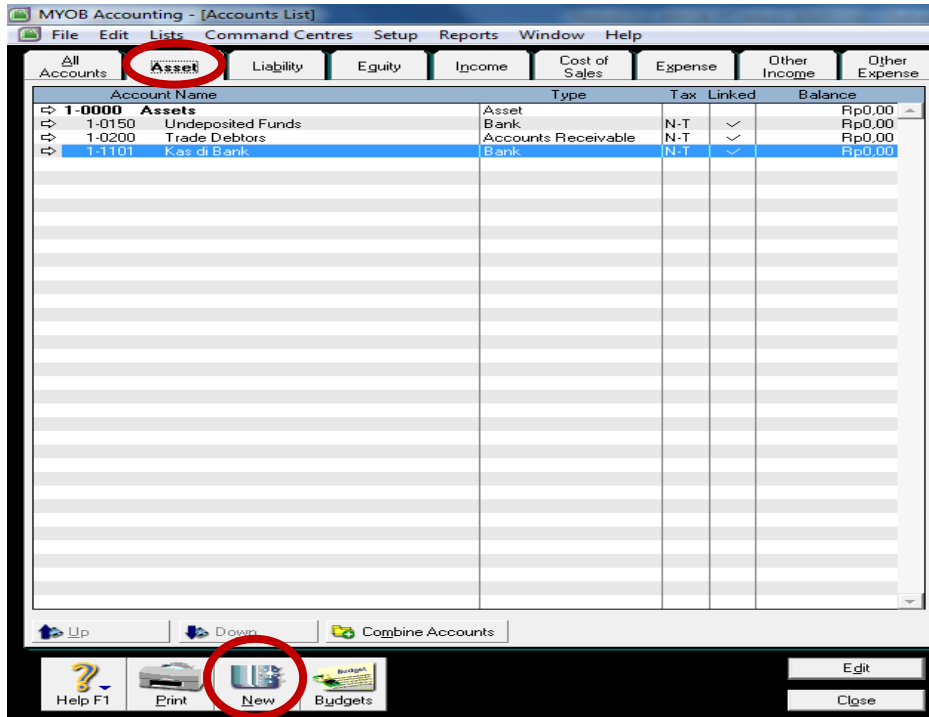 MYOB Accounting - [Accounts List]
File Edit Lists Command Centres Setup Reports Window Help
All Accounts Asset Liability Equity Income Cost of Sales Expense Other Income Other Expense
Account Name Type Tax Linked Balance
1-0000 Assets Asset Rp0,00
1-0150 Undeposited Funds Bank N-T Rp0,00
1-0200 Trade Debtors Accounts Receivable N-T Rp0,00
1-1101 Kas di Bank Bank N-T Rp0,00
Up Down Combine Accounts
Budget
Help F1 Print New Budgets
Edit
Close